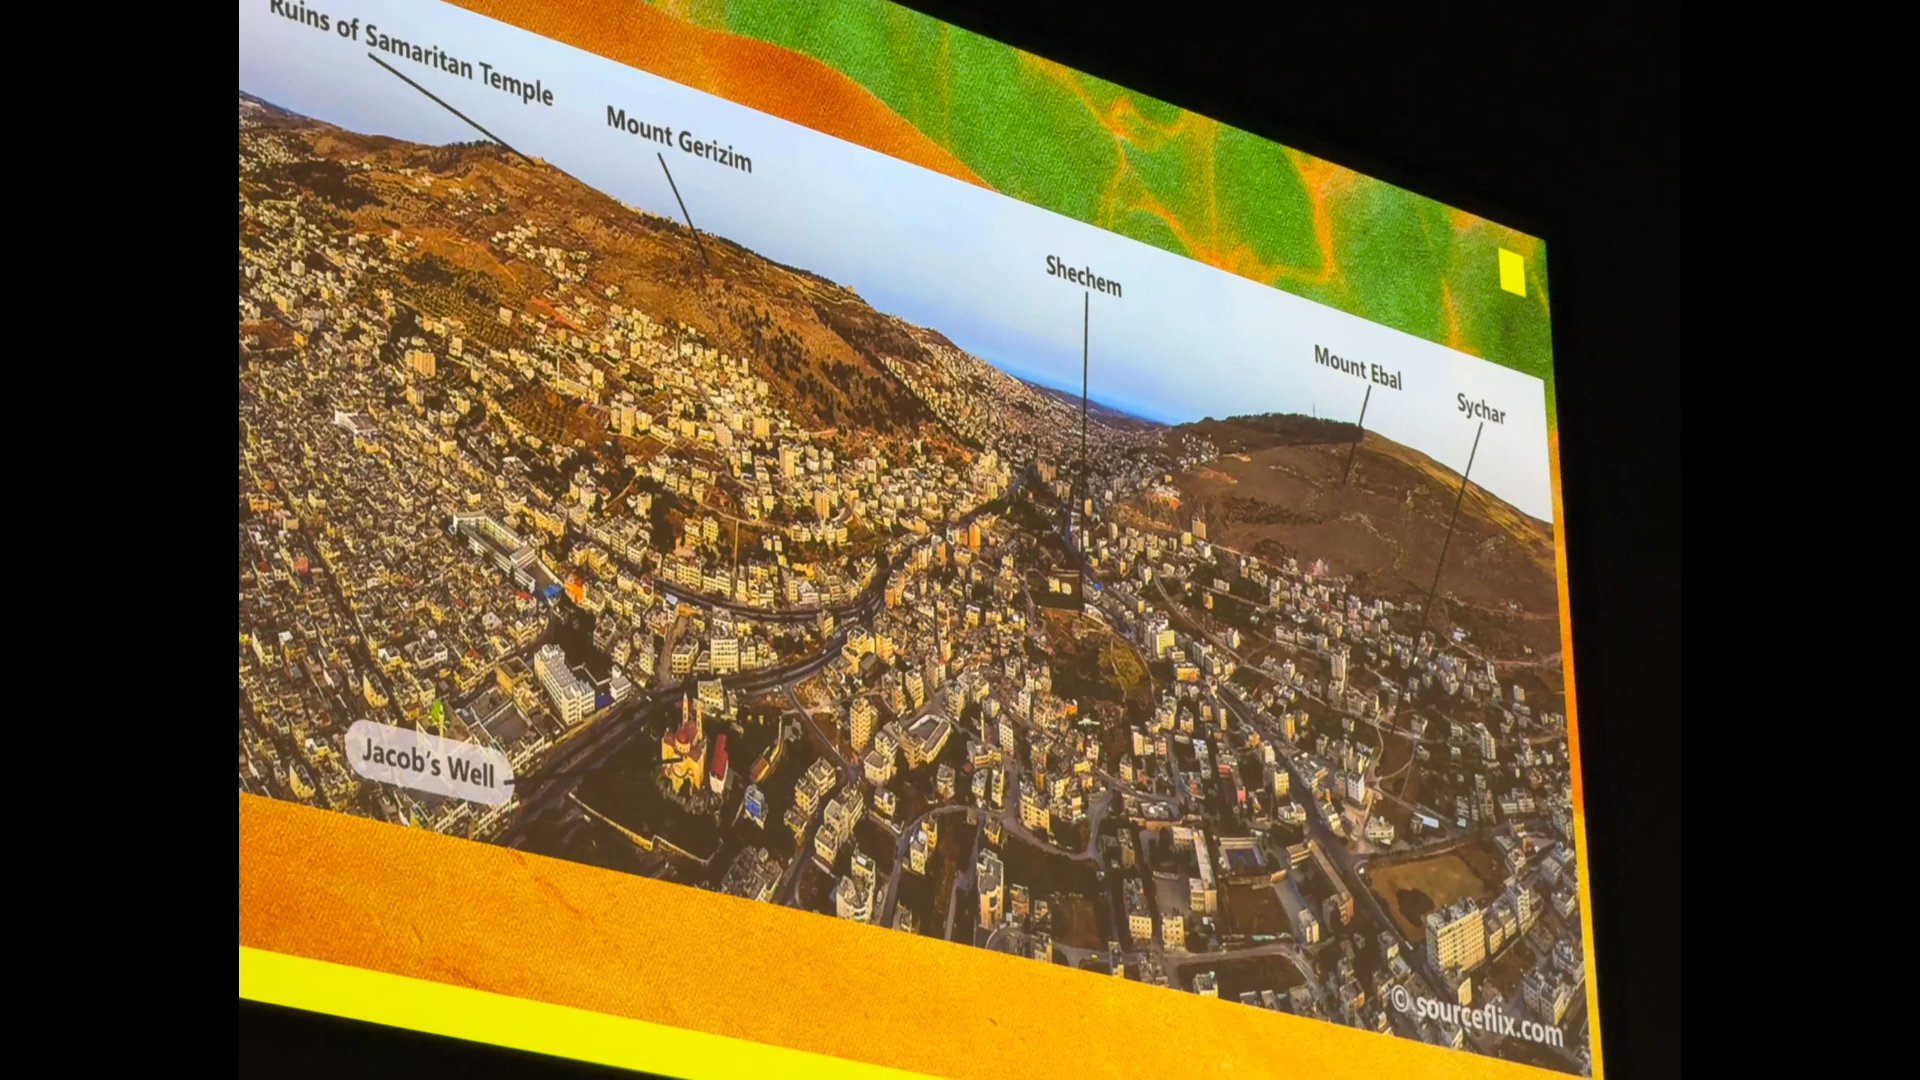 Ruins of Samaritan Temple
Mount Gerizim
Shechem
Mount Ebal
Sychar
Jacob's Well
© sourceflix.com